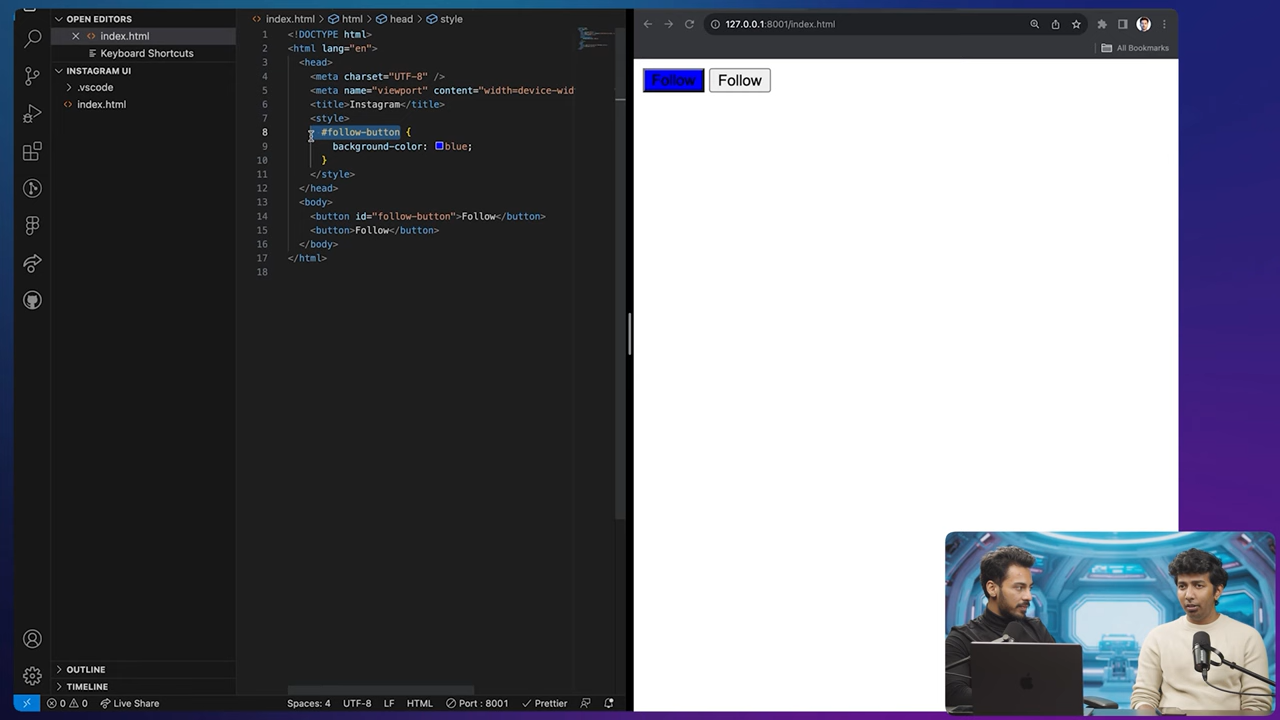 OPEN EDITORS
index.html
Keyboard Shortcuts
INSTAGRAM UI
.vscode
index.html
OUTLINE
TIMELINE
index.html > html > head > style
1 <!DOCTYPE html>
2 <html lang="en">
3 <head>
4 <meta charset="UTF-8" />
5 <meta name="viewport" content="width=device-wid
6 <title>Instagram</title>
7 <style>
8 #follow-button {
9 background-color: blue;
10 }
11 </style>
12 </head>
13 <body>
14 <button id="follow-button">Follow</button>
15 <button>Follow</button>
16 </body>
17 </html>
18
0 0 Live Share
Spaces: 4 UTF-8 LF HTML Port : 8001 Prettier
127.0.0.1:8001/index.html
All Bookmarks
Follow Follow